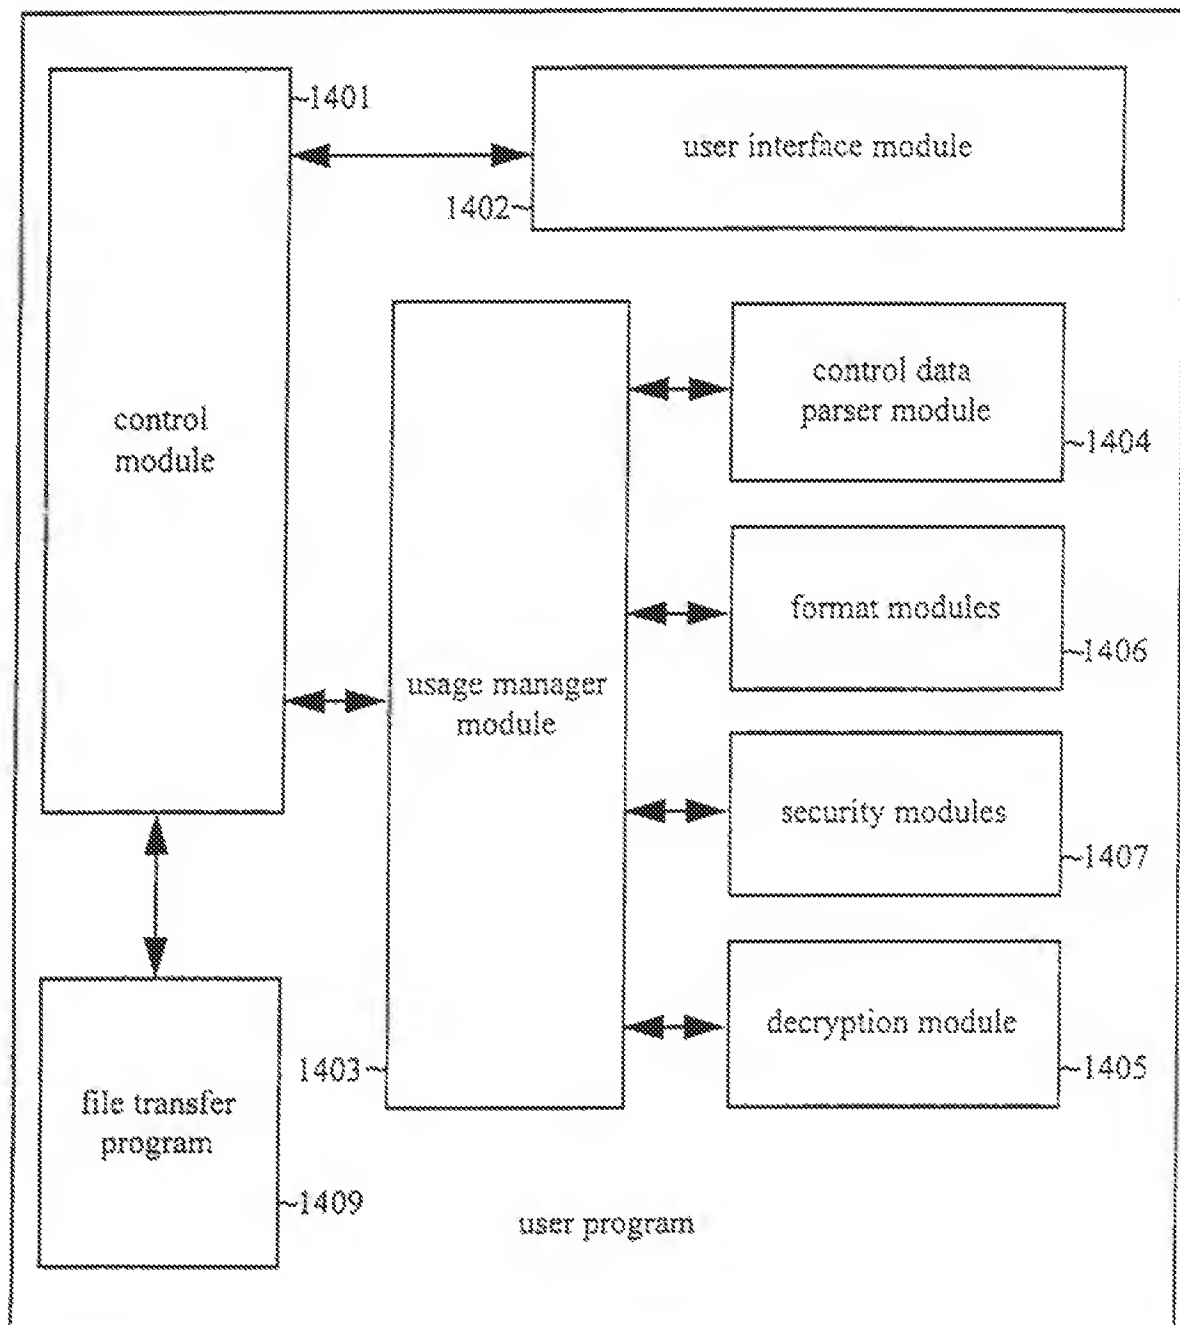 ~1401
user interface module
1402~
control data
parser module
~1404
control
module
format modules
~1406
usage manager
module
security modules
~1407
decryption module
~1405
1403~
file transfer
program
~1409
user program